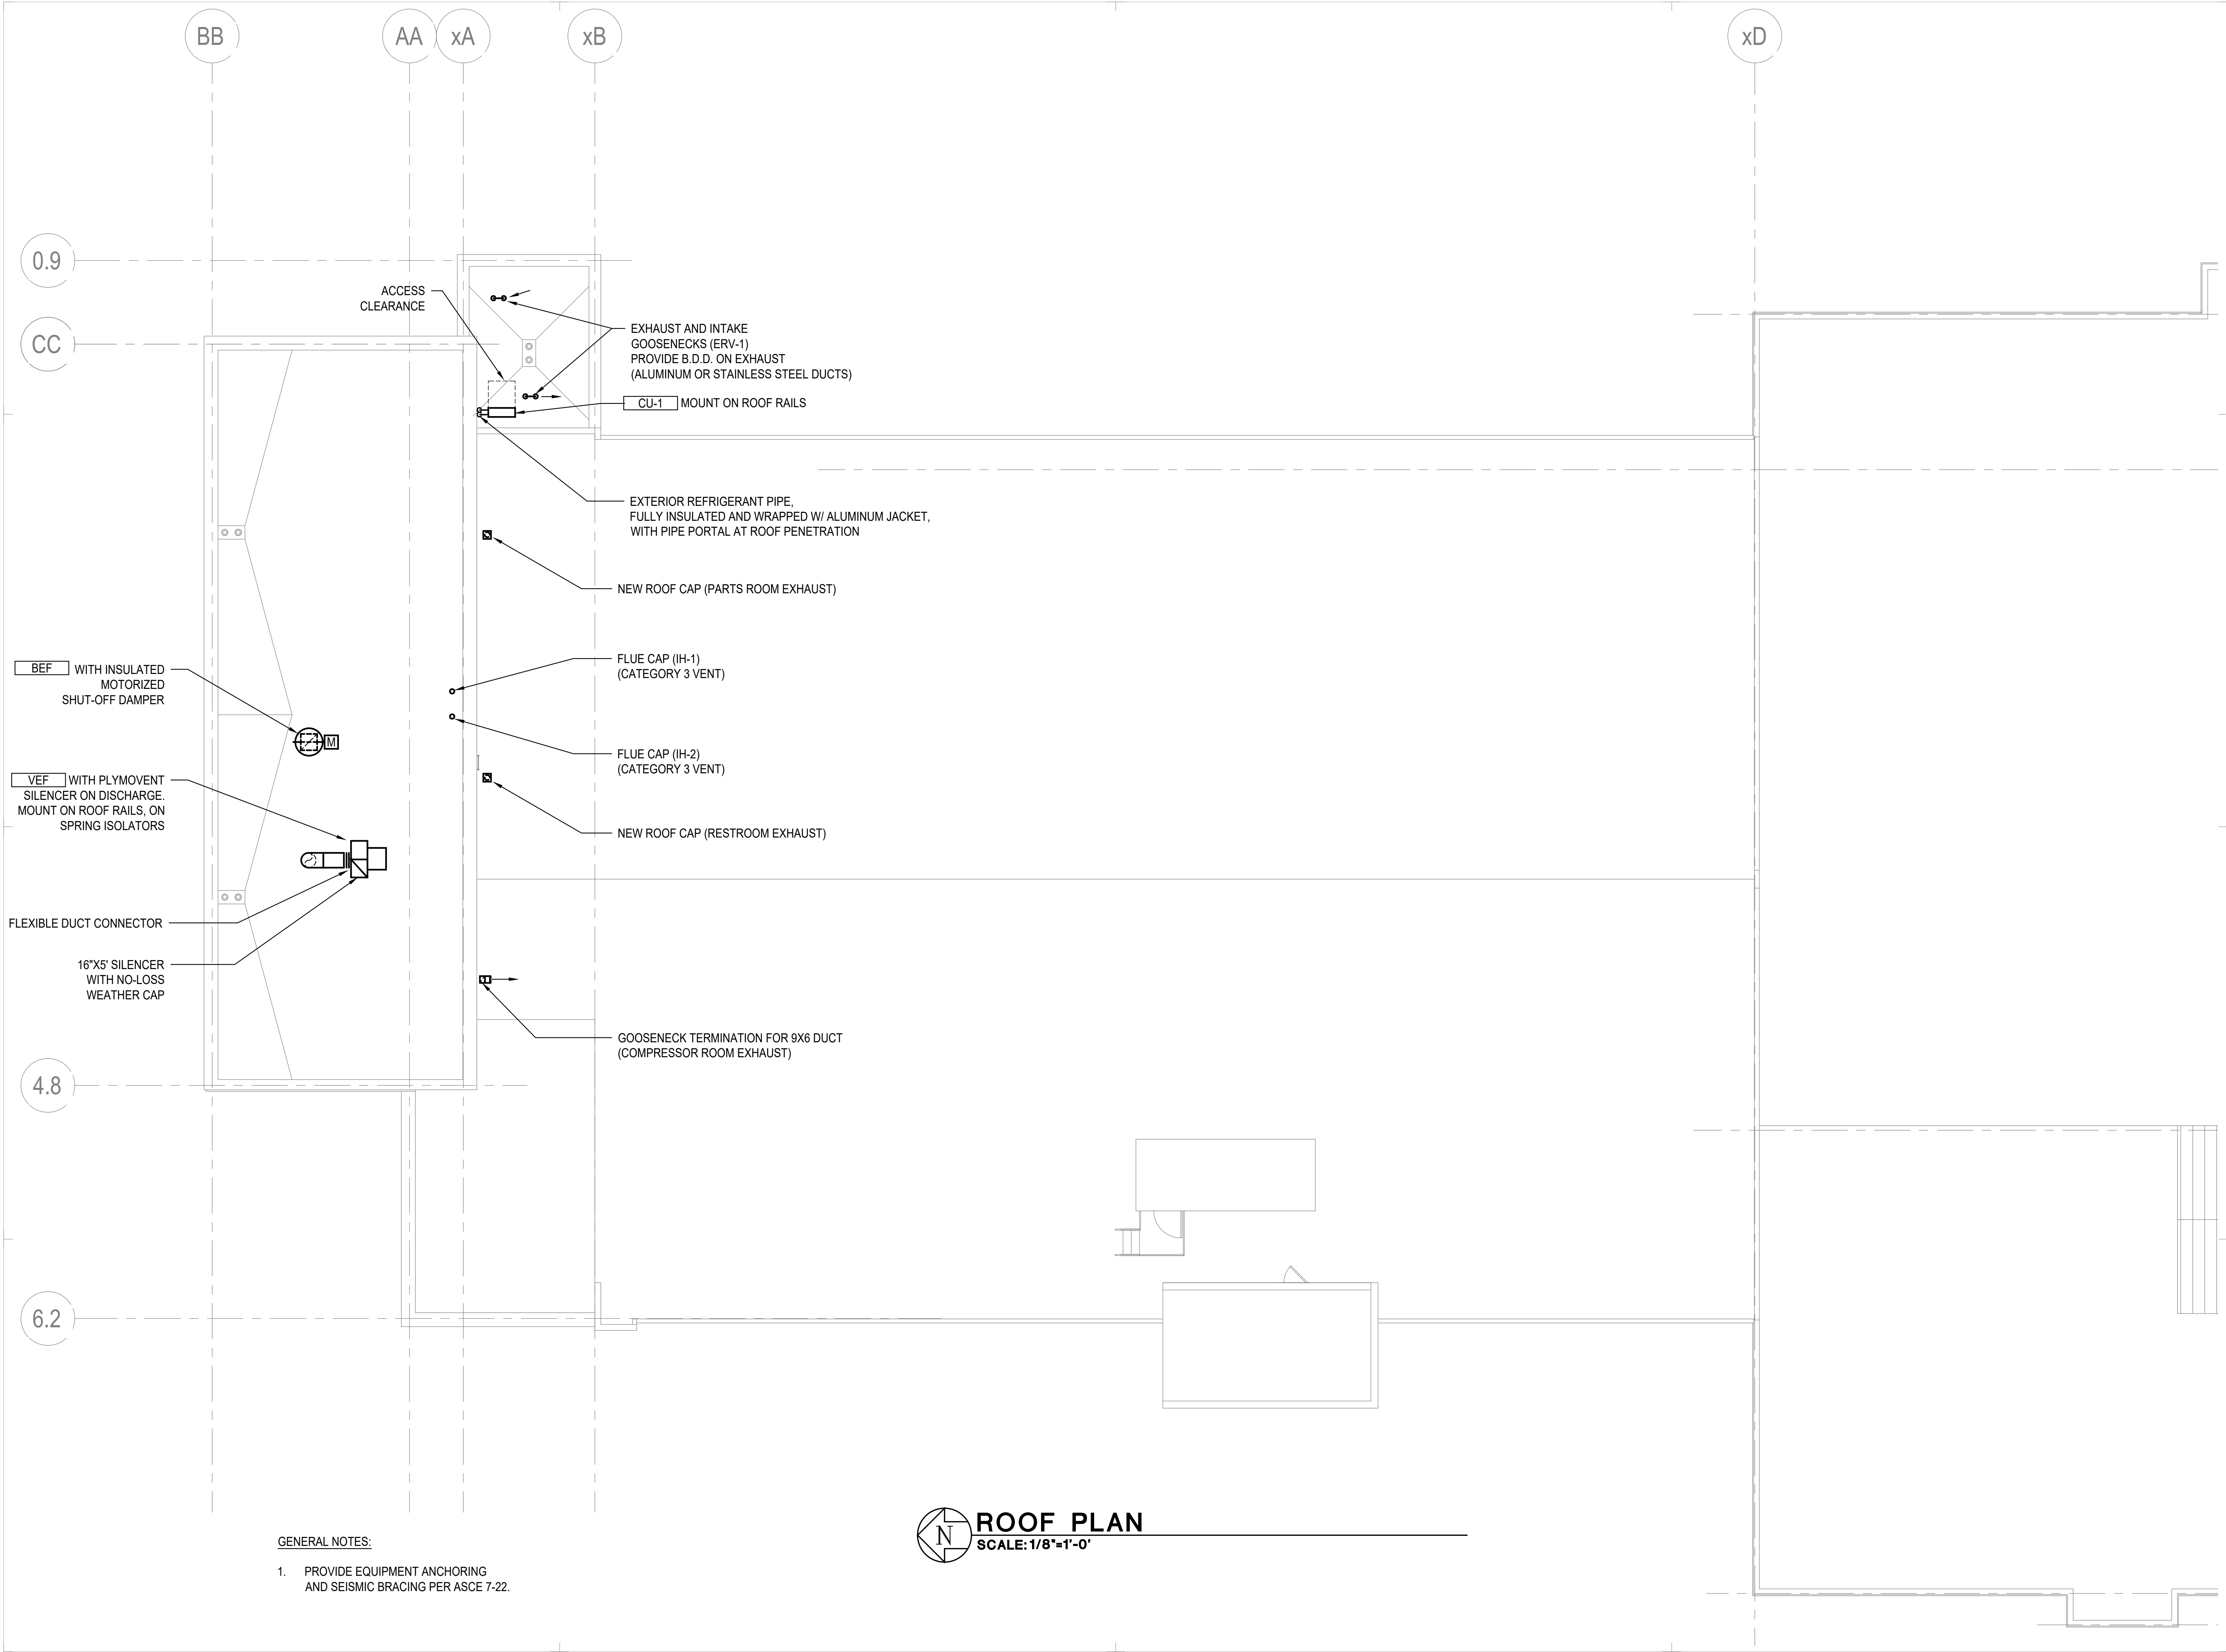 BB
AA
xA
xB
xD
0.9
CC
4.8
6.2
ACCESS
CLEARANCE
EXHAUST AND INTAKE
GOOSENECKS (ERV-1)
PROVIDE B.D.D. ON EXHAUST
(ALUMINUM OR STAINLESS STEEL DUCTS)
CU-1 MOUNT ON ROOF RAILS
EXTERIOR REFRIGERANT PIPE,
FULLY INSULATED AND WRAPPED W/ ALUMINUM JACKET,
WITH PIPE PORTAL AT ROOF PENETRATION
NEW ROOF CAP (PARTS ROOM EXHAUST)
FLUE CAP (IH-1)
(CATEGORY 3 VENT)
BEF WITH INSULATED
MOTORIZED
SHUT-OFF DAMPER
M
FLUE CAP (IH-2)
(CATEGORY 3 VENT)
VEF WITH PLYMOVENT
SILENCER ON DISCHARGE.
MOUNT ON ROOF RAILS, ON
SPRING ISOLATORS
NEW ROOF CAP (RESTROOM EXHAUST)
FLEXIBLE DUCT CONNECTOR
16"X5' SILENCER
WITH NO-LOSS
WEATHER CAP
GOOSENECK TERMINATION FOR 9X6 DUCT
(COMPRESSOR ROOM EXHAUST)
N
ROOF PLAN
SCALE: 1/8"=1'-0'
GENERAL NOTES:
1. PROVIDE EQUIPMENT ANCHORING
AND SEISMIC BRACING PER ASCE 7-22.